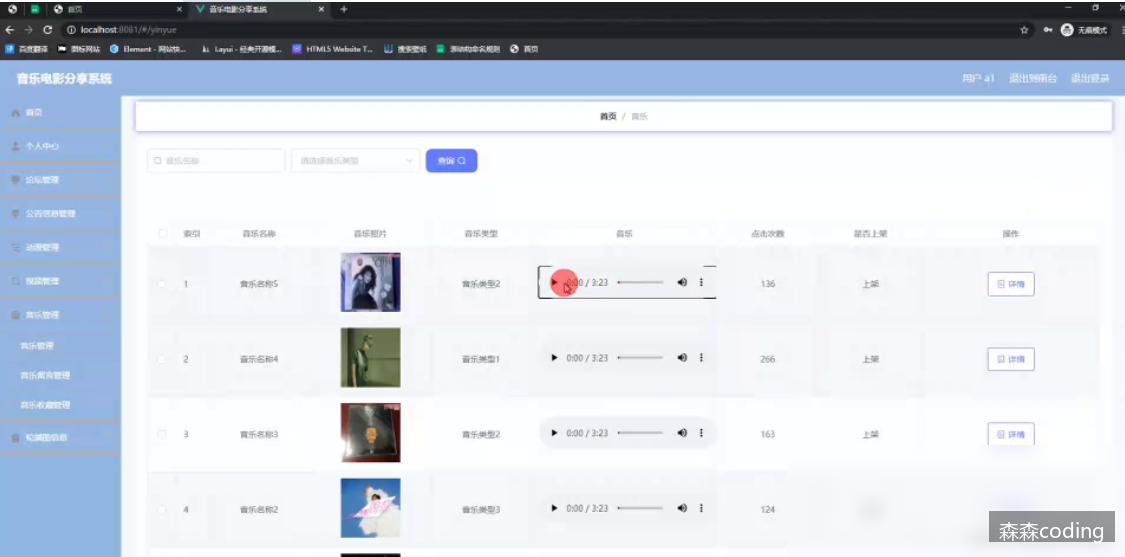 首页
音乐电影分享系统
localhost:8081/#/yinyue
无痕模式
百度翻译 图标网站 Element - 网站快... Layui - 经典开源模... HTML5 Website T... 搜索壁纸 首页
音乐电影分享系统
用户 a1 退出到前台 退出登录
首页 / 音乐
首页
个人中心
论坛管理
公告信息管理
视频管理
音乐管理
音乐管理
音乐留言管理
音乐收藏管理
轮播图信息
音乐名称 请选择音乐类型 查询
索引 音乐名称 音乐照片 音乐类型 音乐 点击次数 是否上架 操作
1 音乐名称5 音乐类型2 0:00 / 3:23 136 上架 详情
2 音乐名称4 音乐类型1 0:00 / 3:23 266 上架 详情
3 音乐名称3 音乐类型2 0:00 / 3:23 163 上架 详情
4 音乐名称2 音乐类型3 0:00 / 3:23 124
森森coding